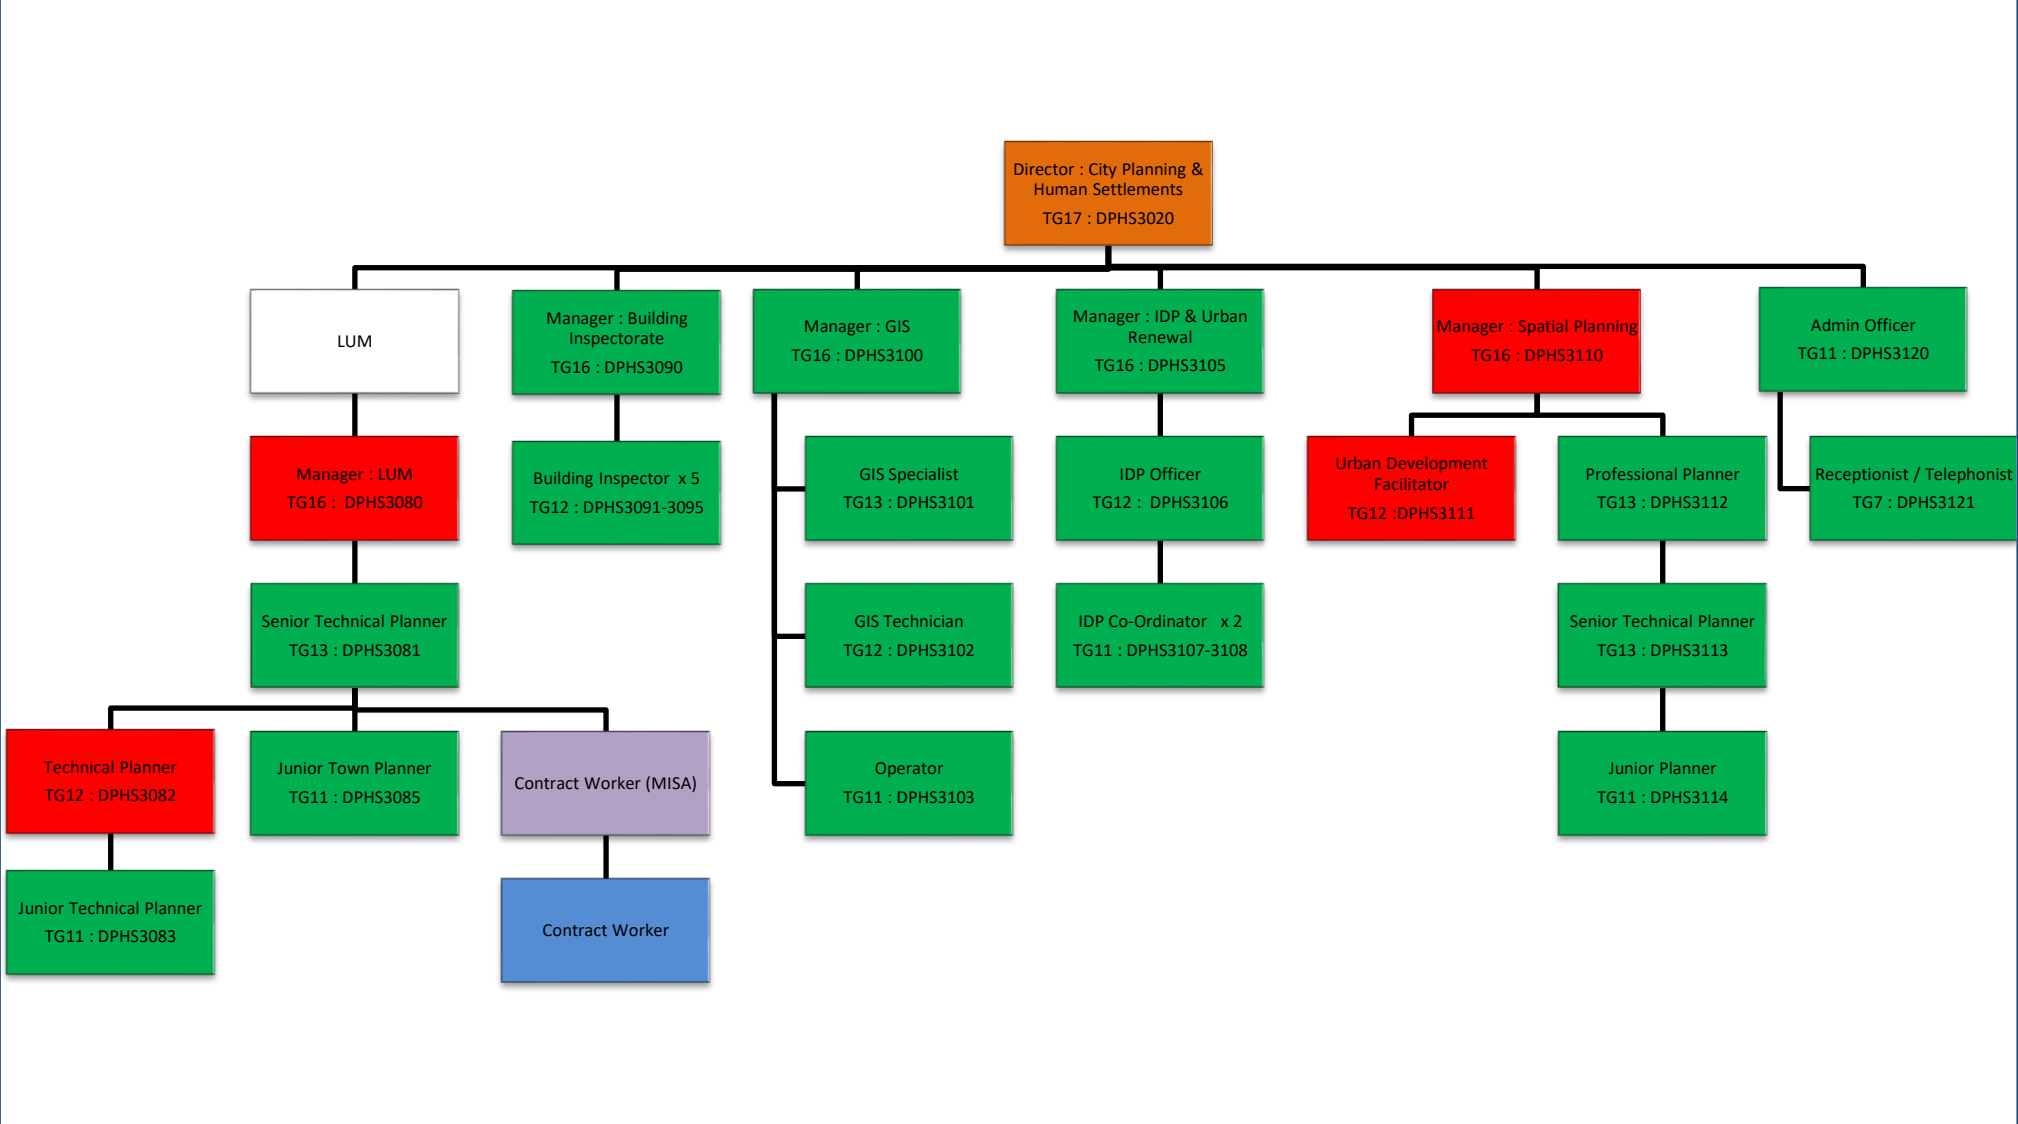 Director : City Planning &
Human Settlements
TG17 : DPHS3020
LUM
Manager : Building
Inspectorate
TG16 : DPHS3090
Manager : GIS
TG16 : DPHS3100
Manager : IDP & Urban
Renewal
TG16 : DPHS3105
Manager : Spatial Planning
TG16 : DPHS3110
Admin Officer
TG11 : DPHS3120
Manager : LUM
TG16 :  DPHS3080
Building Inspector  x 5
TG12 : DPHS3091-3095
GIS Specialist
TG13 : DPHS3101
IDP Officer
TG12 :  DPHS3106
Urban Development
Facilitator
TG12 :DPHS3111
Professional Planner
TG13 : DPHS3112
Receptionist / Telephonist
TG7 : DPHS3121
Senior Technical Planner
TG13 : DPHS3081
GIS Technician
TG12 : DPHS3102
IDP Co-Ordinator   x 2
TG11 : DPHS3107-3108
Senior Technical Planner
TG13 : DPHS3113
Technical Planner
TG12 : DPHS3082
Junior Town Planner
TG11 : DPHS3085
Contract Worker (MISA)
Operator
TG11 : DPHS3103
Junior Planner
TG11 : DPHS3114
Junior Technical Planner
TG11 : DPHS3083
Contract Worker